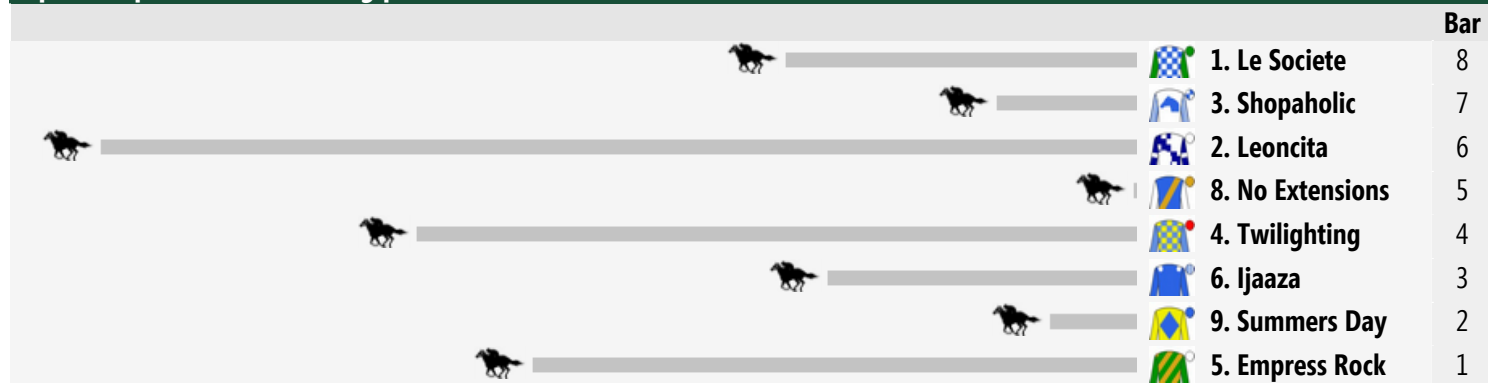 Bar
1. Le Societe 8
3. Shopaholic 7
2. Leoncita 6
8. No Extensions 5
4. Twilighting 4
6. Ijaaza 3
9. Summers Day 2
5. Empress Rock 1